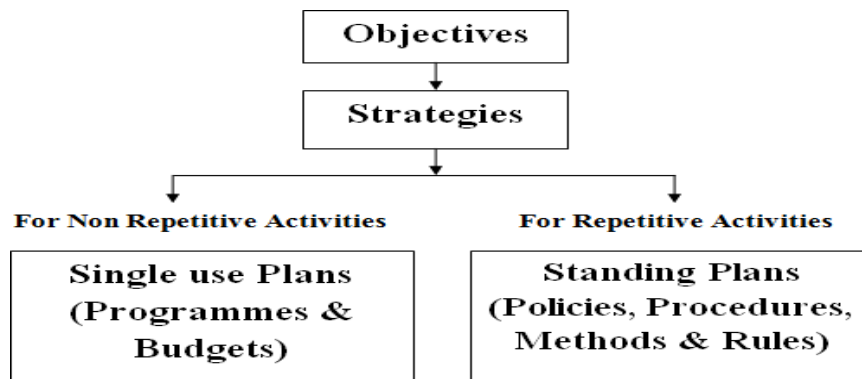 Objectives
Strategies
For Non Repetitive Activities
Single use Plans
(Programmes &
Budgets)
For Repetitive Activities
Standing Plans
(Policies, Procedures,
Methods & Rules)